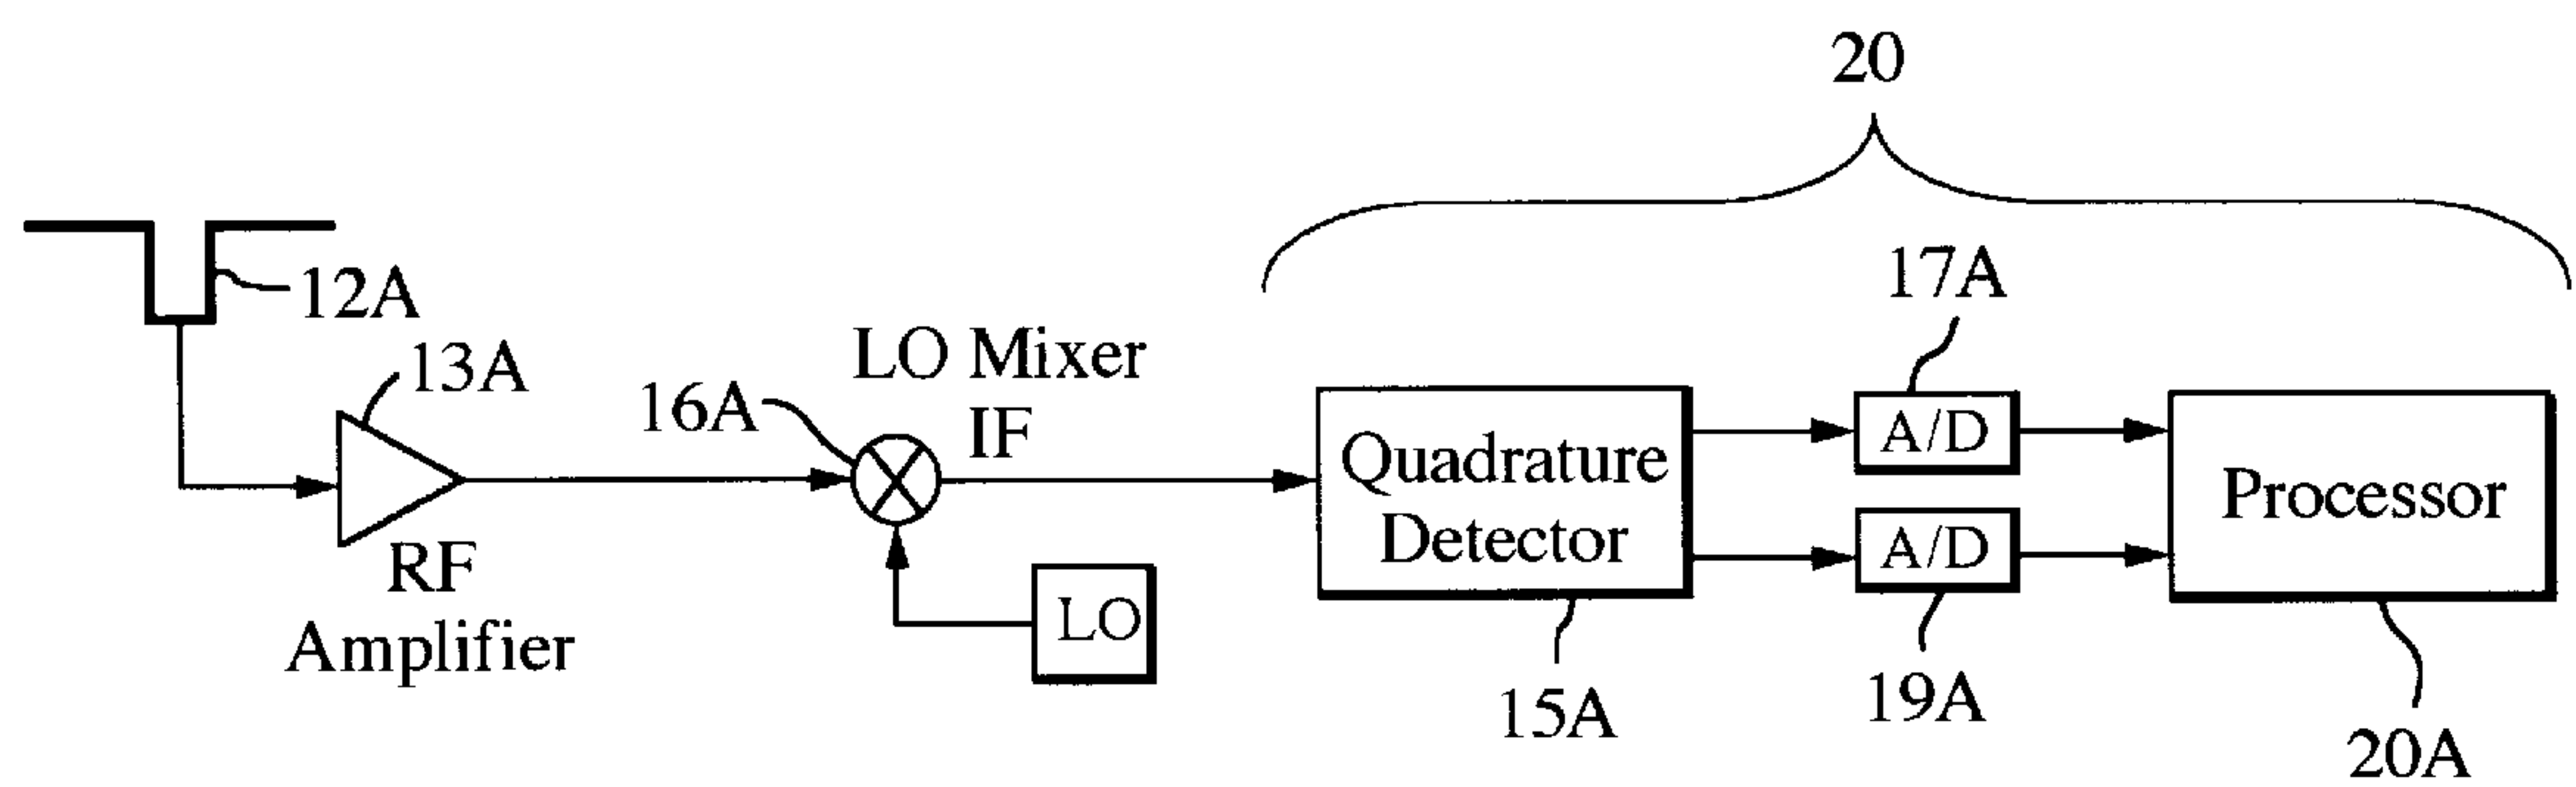 20
17A
12A
LO Mixer
13A
16A
IF
A/D
Quadrature
Detector
Processor
A/D
RF
Amplifier
LO
15A
19A
20A